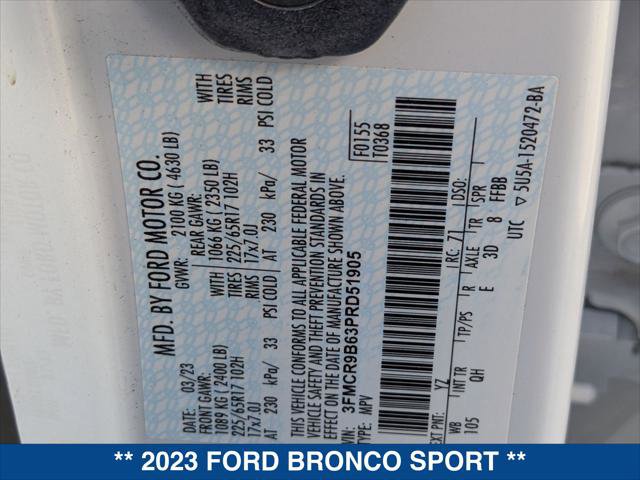 MFD. BY FORD MOTOR CO.
03/23
GVWR: 2100 KG ( 4630 LB)
FRONT GAWR:
1089 KG ( 2400 LB)
225/65R17 102H
17x7.0J
AT 230 kPa/ 33 PSI COLD
REAR GAWR:
1066 KG ( 2350 LB)
225/65R17 102H
17x7.0J
AT 230 kPa/ 33 PSI COLD
WITH
TIRES
RIMS
WITH
TIRES
RIMS
THIS VEHICLE CONFORMS TO ALL APPLICABLE FEDERAL MOTOR
VEHICLE SAFETY AND THEFT PREVENTION STANDARDS IN
EFFECT ON THE DATE OF MANUFACTURE SHOWN ABOVE.
VIN: 3FMCR9B63PRD51905
TYPE: MPV
F0155
T0368
EXT PNT: YZ RC: 71 DSO:
WB INT TR TP/PS R AXLE TR SPR
105 QH E 3D 8 FFBB
UTC ▽ 5U5A-1520472-BA
** 2023 FORD BRONCO SPORT **